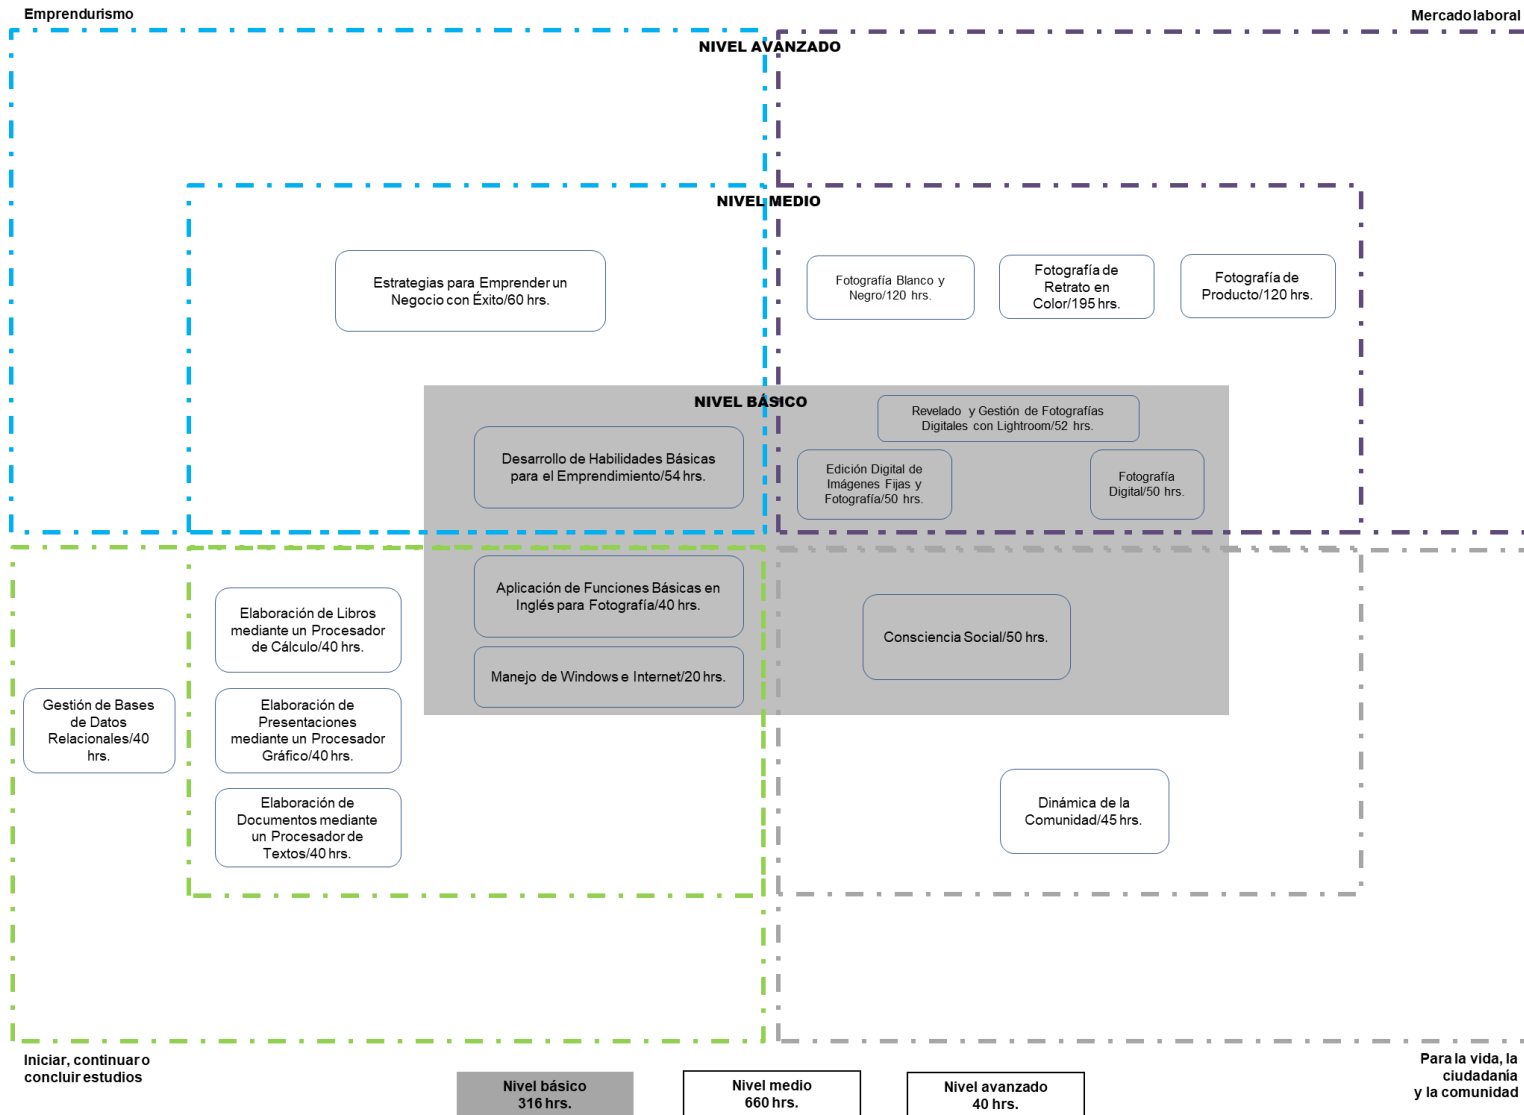 Emprendurismo
Mercado laboral
NIVEL AVANZADO
NIVEL MEDIO
Estrategias para Emprender un
Negocio con Éxito/60 hrs.
Fotografía Blanco y
Negro/120 hrs.
Fotografía de
Retrato en
Color/195 hrs.
Fotografía de
Producto/120 hrs.
NIVEL BÁSICO
Desarrollo de Habilidades Básicas
para el Emprendimiento/54 hrs.
Revelado y Gestión de Fotografías
Digitales con Lightroom/52 hrs.
Edición Digital de
Imágenes Fijas y
Fotografía/50 hrs.
Fotografía
Digital/50 hrs.
Aplicación de Funciones Básicas en
Inglés para Fotografía/40 hrs.
Manejo de Windows e Internet/20 hrs.
Consciencia Social/50 hrs.
Elaboración de Libros
mediante un Procesador
de Cálculo/40 hrs.
Gestión de Bases
de Datos
Relacionales/40
hrs.
Elaboración de
Presentaciones
mediante un Procesador
Gráfico/40 hrs.
Elaboración de
Documentos mediante
un Procesador de
Textos/40 hrs.
Dinámica de la
Comunidad/45 hrs.
Iniciar, continuar o
concluir estudios
Para la vida, la
ciudadanía
y la comunidad
Nivel básico
316 hrs.
Nivel medio
660 hrs.
Nivel avanzado
40 hrs.